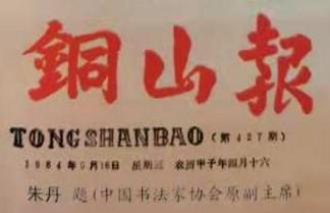 銅山報
TONGSHANBAO（第427期）
1984年5月16日 星期三 农历甲子年四月十六
朱丹 题(中国书法家协会原副主席)